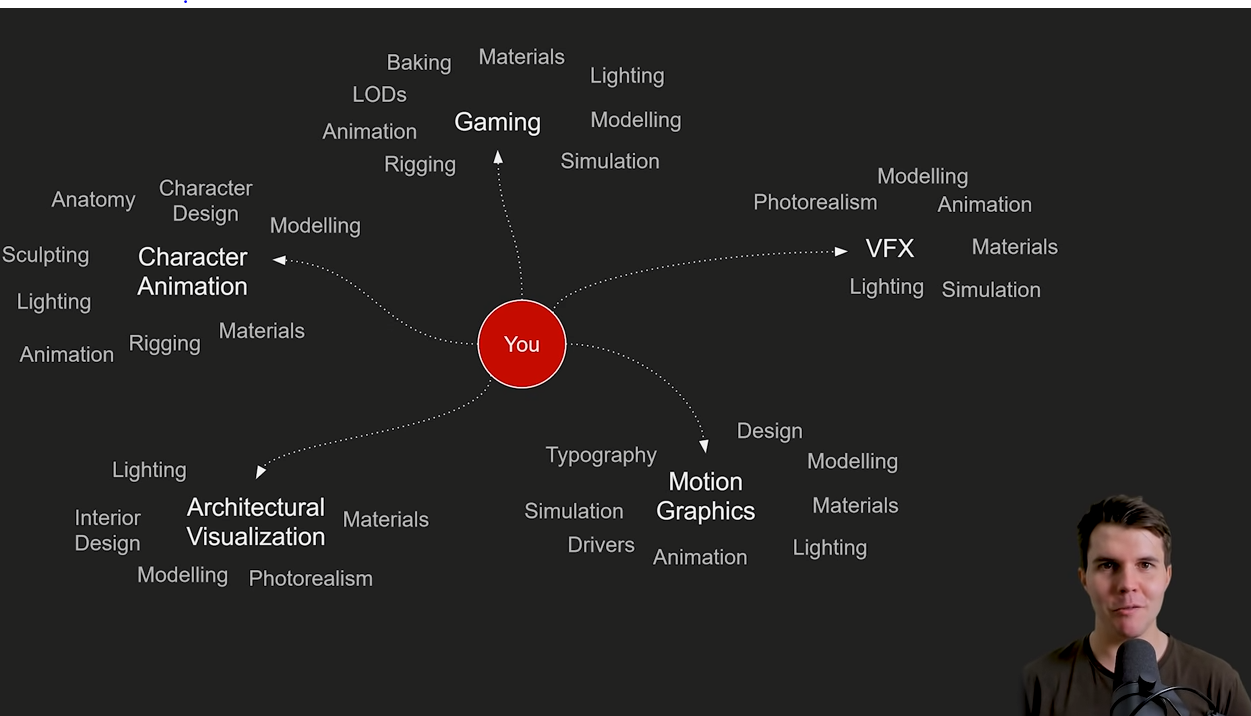 Baking
Materials
Lighting
LODs
Gaming
Modelling
Animation
Rigging
Simulation
Anatomy
Character
Design
Modelling
Sculpting
Character
Animation
Lighting
Materials
Rigging
Animation
Modelling
Photorealism
Animation
VFX
Materials
Lighting
Simulation
You
Lighting
Architectural
Visualization
Interior
Design
Materials
Modelling
Photorealism
Design
Typography
Modelling
Motion
Graphics
Simulation
Materials
Drivers
Animation
Lighting